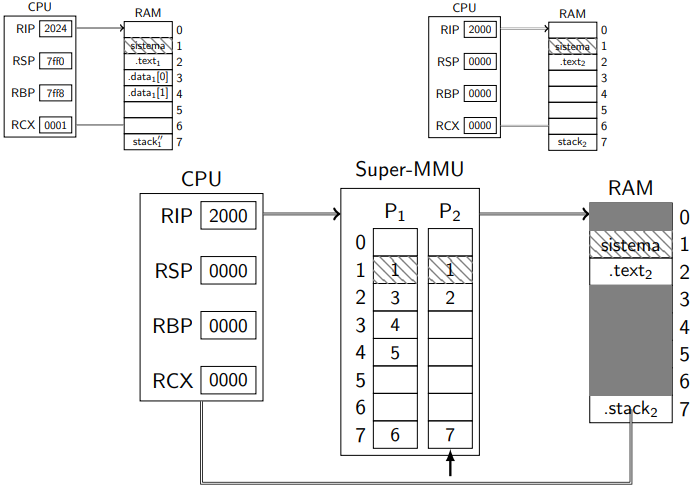 CPU
RAM
RIP 2024 0
sistema 1
RSP 7ff0 .text₁ 2
.data₁[0] 3
RBP 7ff8 .data₁[1] 4
5
RCX 0001 6
stack₁″ 7
CPU
RAM
RIP 2000 0
sistema 1
RSP 0000 .text₂ 2
3
RBP 0000 4
5
RCX 0000 6
stack₂ 7
CPU
RIP 2000
RSP 0000
RBP 0000
RCX 0000
Super-MMU
P₁ P₂
0
1 1 1
2 3 2
3 4
4 5
5
6
7 6 7
RAM
0
sistema 1
.text₂ 2
3
4
5
6
.stack₂ 7